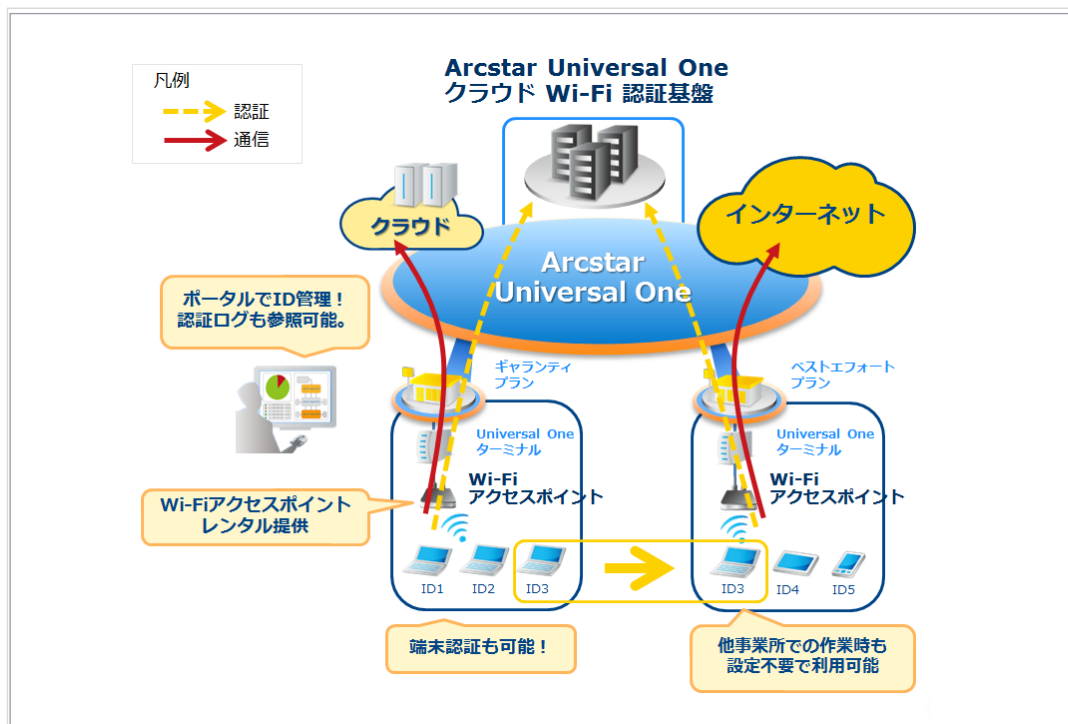 Arcstar Universal One
クラウド Wi-Fi 認証基盤
凡例
認証
通信
クラウド
インターネット
Arcstar
Universal One
ポータルでID管理！
認証ログも参照可能。
ギャランティ
プラン
ベストエフォート
プラン
Universal One
ターミナル
Universal One
ターミナル
Wi-Fi
アクセスポイント
Wi-Fi
アクセスポイント
Wi-Fiアクセスポイント
レンタル提供
ID1
ID2
ID3
ID3
ID4
ID5
端末認証も可能！
他事業所での作業時も
設定不要で利用可能